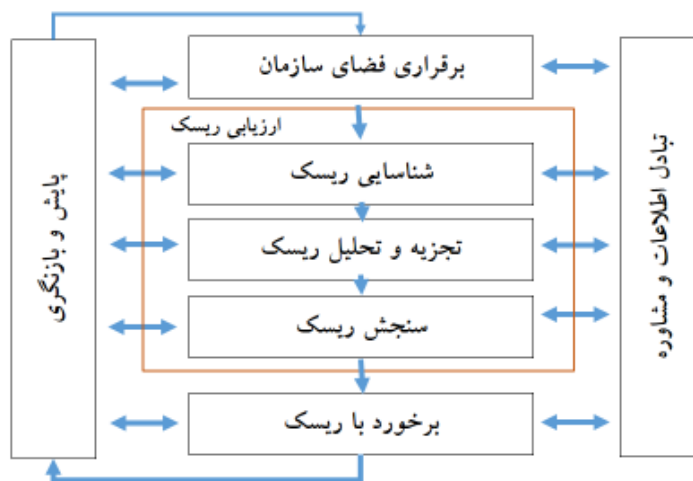 برقراری فضای سازمان
ارزیابی ریسک
شناسایی ریسک
تجزیه و تحلیل ریسک
سنجش ریسک
برخورد با ریسک
تبادل اطلاعات و مشاوره
پایش و بازنگری